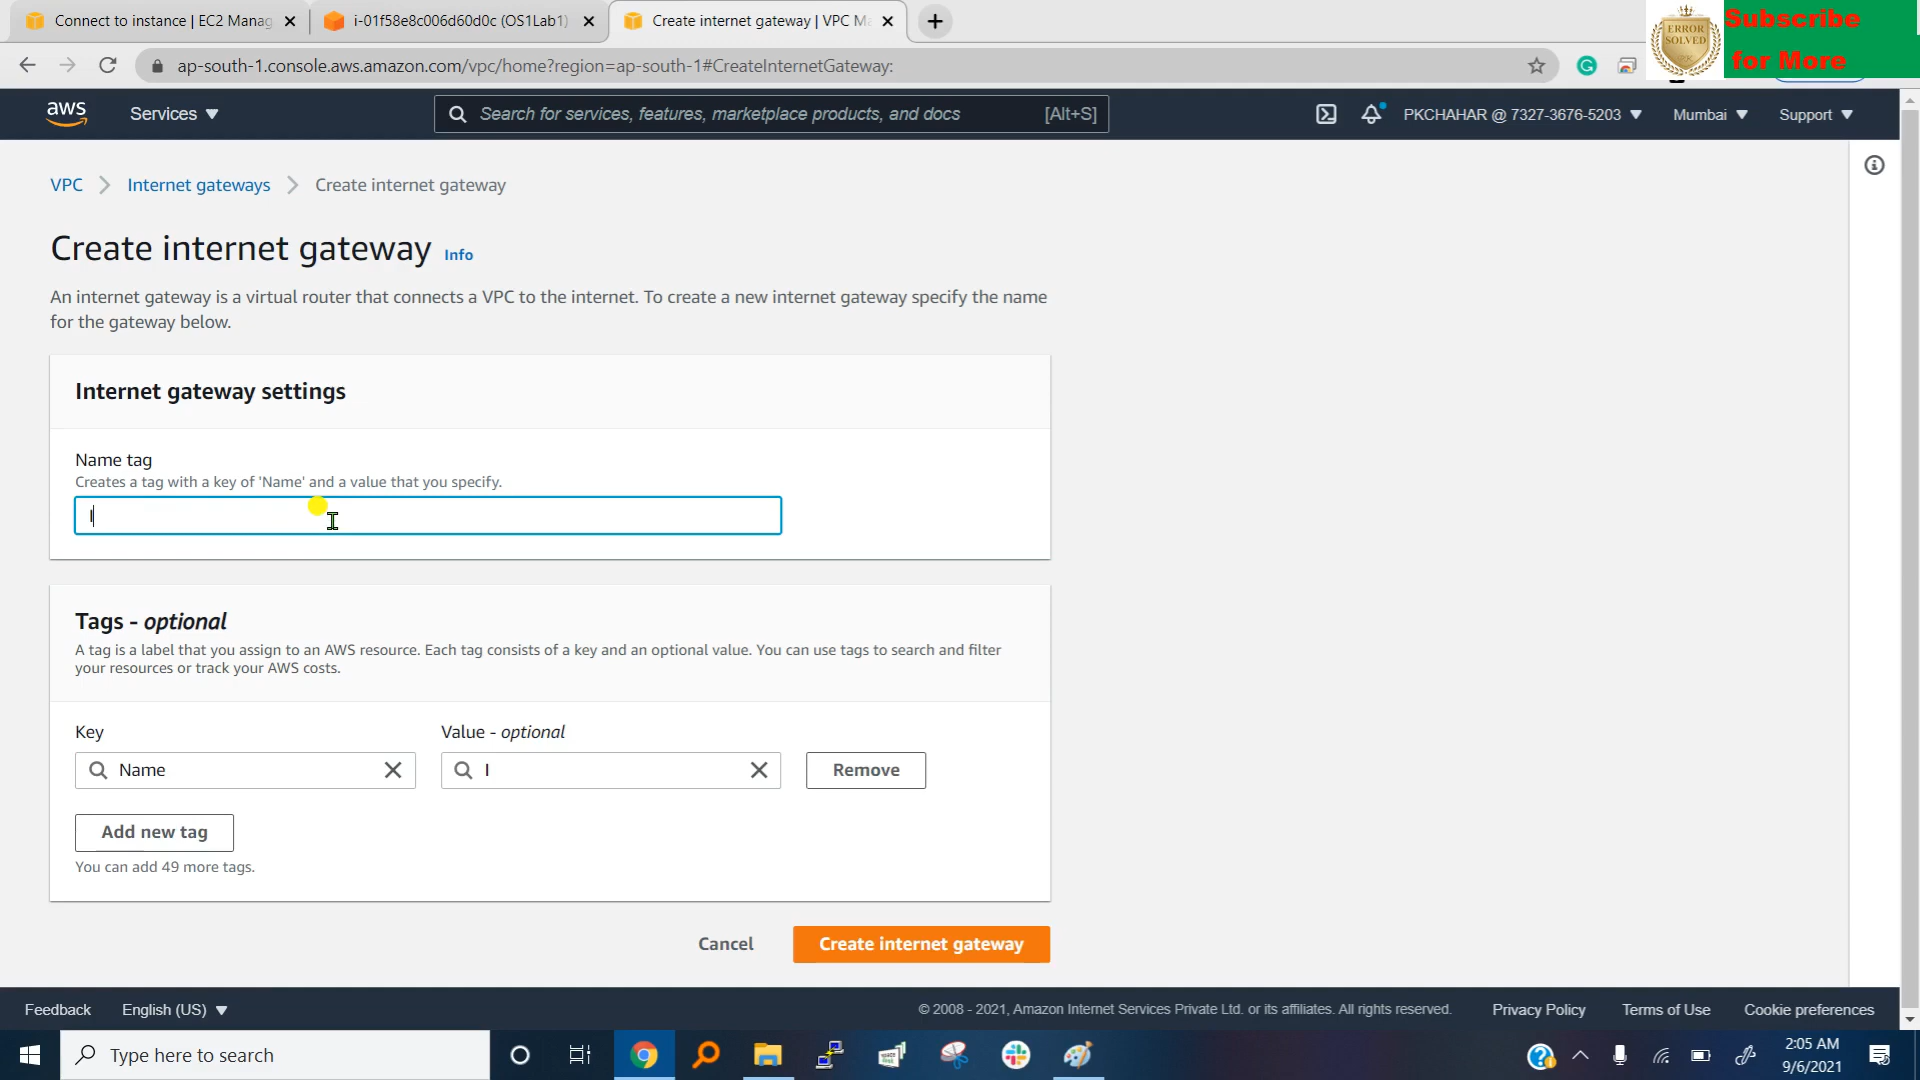 Connect to instance | EC2 Manag
i-01f58e8c006d60d0c (OS1Lab1)
Create internet gateway | VPC Ma
ERROR SOLVED
Subscribe
for More
ap-south-1.console.aws.amazon.com/vpc/home?region=ap-south-1#CreateInternetGateway:
aws
Services
Search for services, features, marketplace products, and docs
[Alt+S]
PKCHAHAR @ 7327-3676-5203
Mumbai
Support
VPC
Internet gateways
Create internet gateway
Create internet gateway
Info
An internet gateway is a virtual router that connects a VPC to the internet. To create a new internet gateway specify the name
for the gateway below.
Internet gateway settings
Name tag
Creates a tag with a key of 'Name' and a value that you specify.
I
Tags - optional
A tag is a label that you assign to an AWS resource. Each tag consists of a key and an optional value. You can use tags to search and filter
your resources or track your AWS costs.
Key
Value - optional
Name
I
Remove
Add new tag
You can add 49 more tags.
Cancel
Create internet gateway
Feedback
English (US)
© 2008 - 2021, Amazon Internet Services Private Ltd. or its affiliates. All rights reserved.
Privacy Policy
Terms of Use
Cookie preferences
Type here to search
2:05 AM
9/6/2021